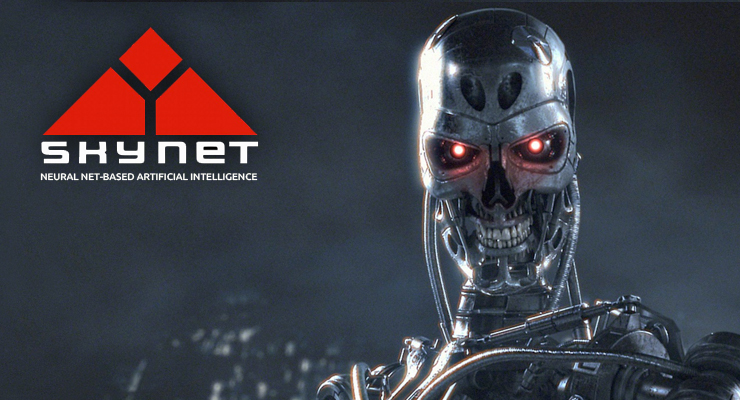 SKYNET
NEURAL NET-BASED ARTIFICIAL INTELLIGENCE